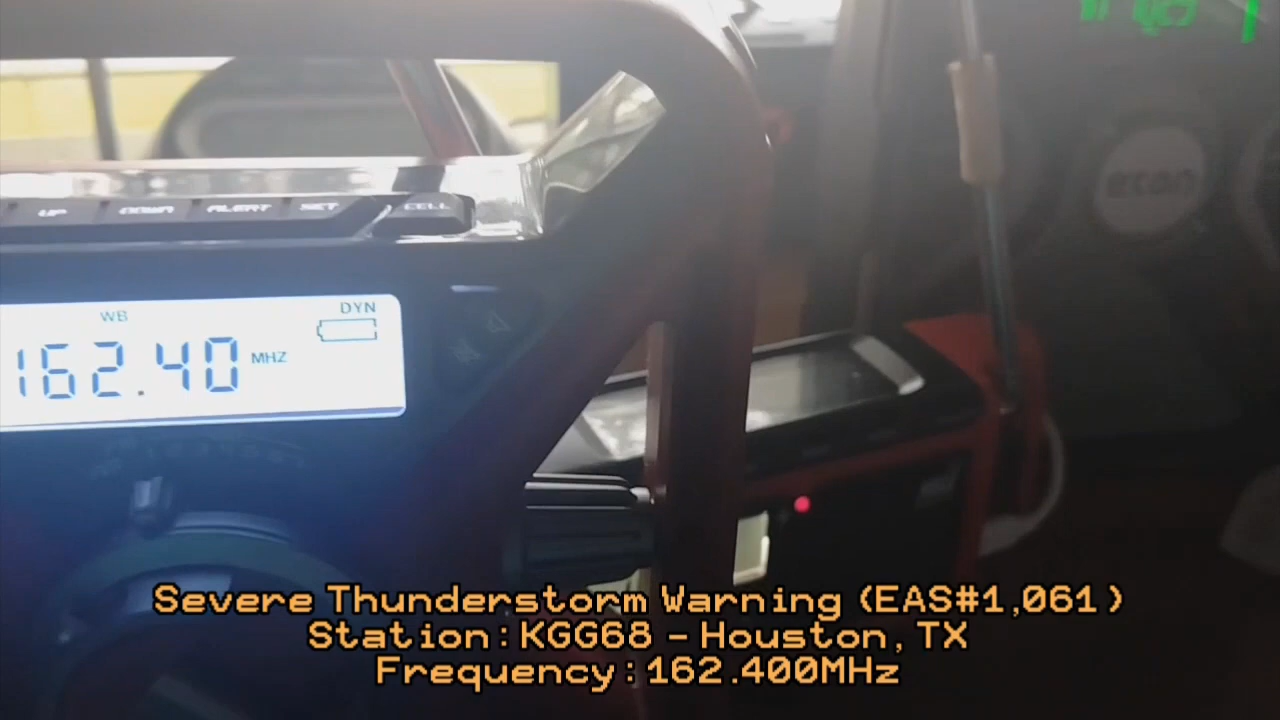 UP DOWN ALERT SET CELL
WB
DYN
162.40 MHZ
econ
Severe Thunderstorm Warning (EAS#1,061)
Station:KGG68 - Houston, TX
Frequency:162.400MHz